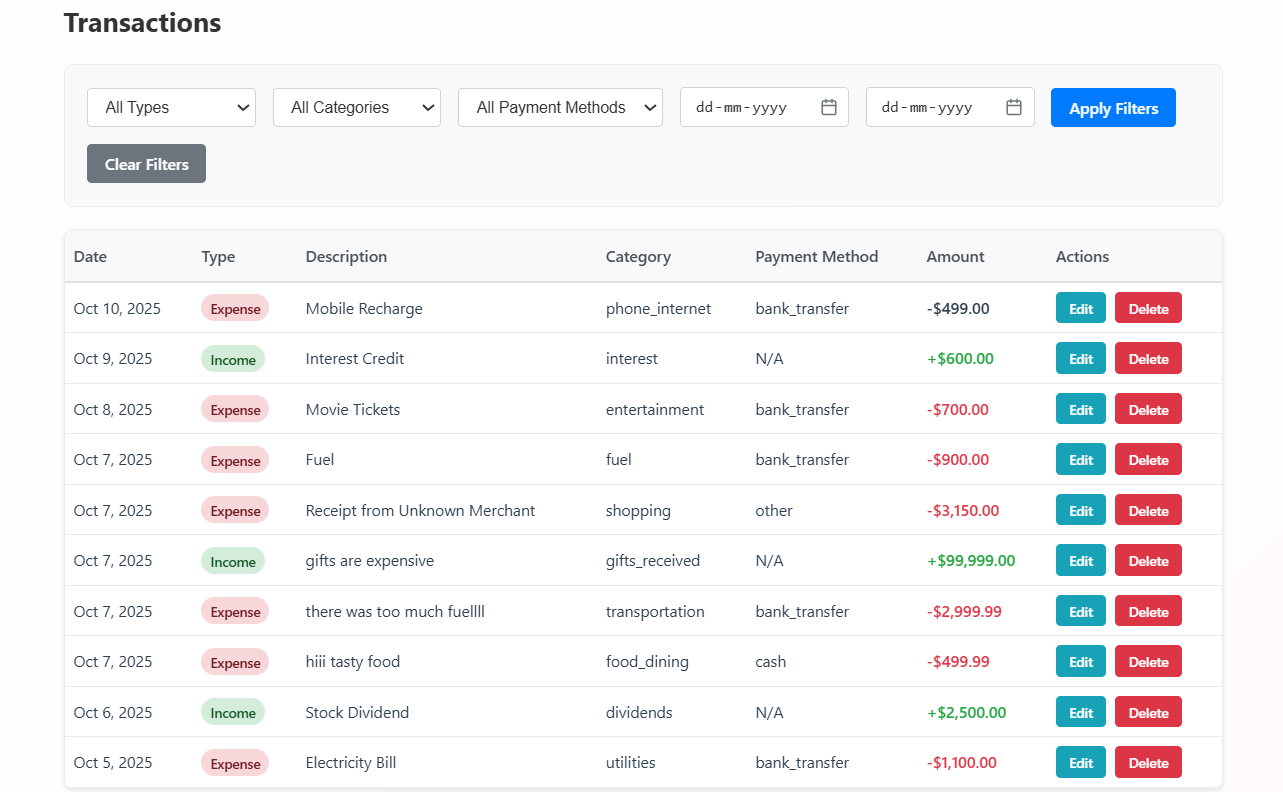 Transactions
All Types All Categories All Payment Methods dd-mm-yyyy dd-mm-yyyy Apply Filters
Clear Filters
Date Type Description Category Payment Method Amount Actions
Oct 10, 2025 Expense Mobile Recharge phone_internet bank_transfer -$499.00 Edit Delete
Oct 9, 2025 Income Interest Credit interest N/A +$600.00 Edit Delete
Oct 8, 2025 Expense Movie Tickets entertainment bank_transfer -$700.00 Edit Delete
Oct 7, 2025 Expense Fuel fuel bank_transfer -$900.00 Edit Delete
Oct 7, 2025 Expense Receipt from Unknown Merchant shopping other -$3,150.00 Edit Delete
Oct 7, 2025 Income gifts are expensive gifts_received N/A +$99,999.00 Edit Delete
Oct 7, 2025 Expense there was too much fuellll transportation bank_transfer -$2,999.99 Edit Delete
Oct 7, 2025 Expense hiii tasty food food_dining cash -$499.99 Edit Delete
Oct 6, 2025 Income Stock Dividend dividends N/A +$2,500.00 Edit Delete
Oct 5, 2025 Expense Electricity Bill utilities bank_transfer -$1,100.00 Edit Delete